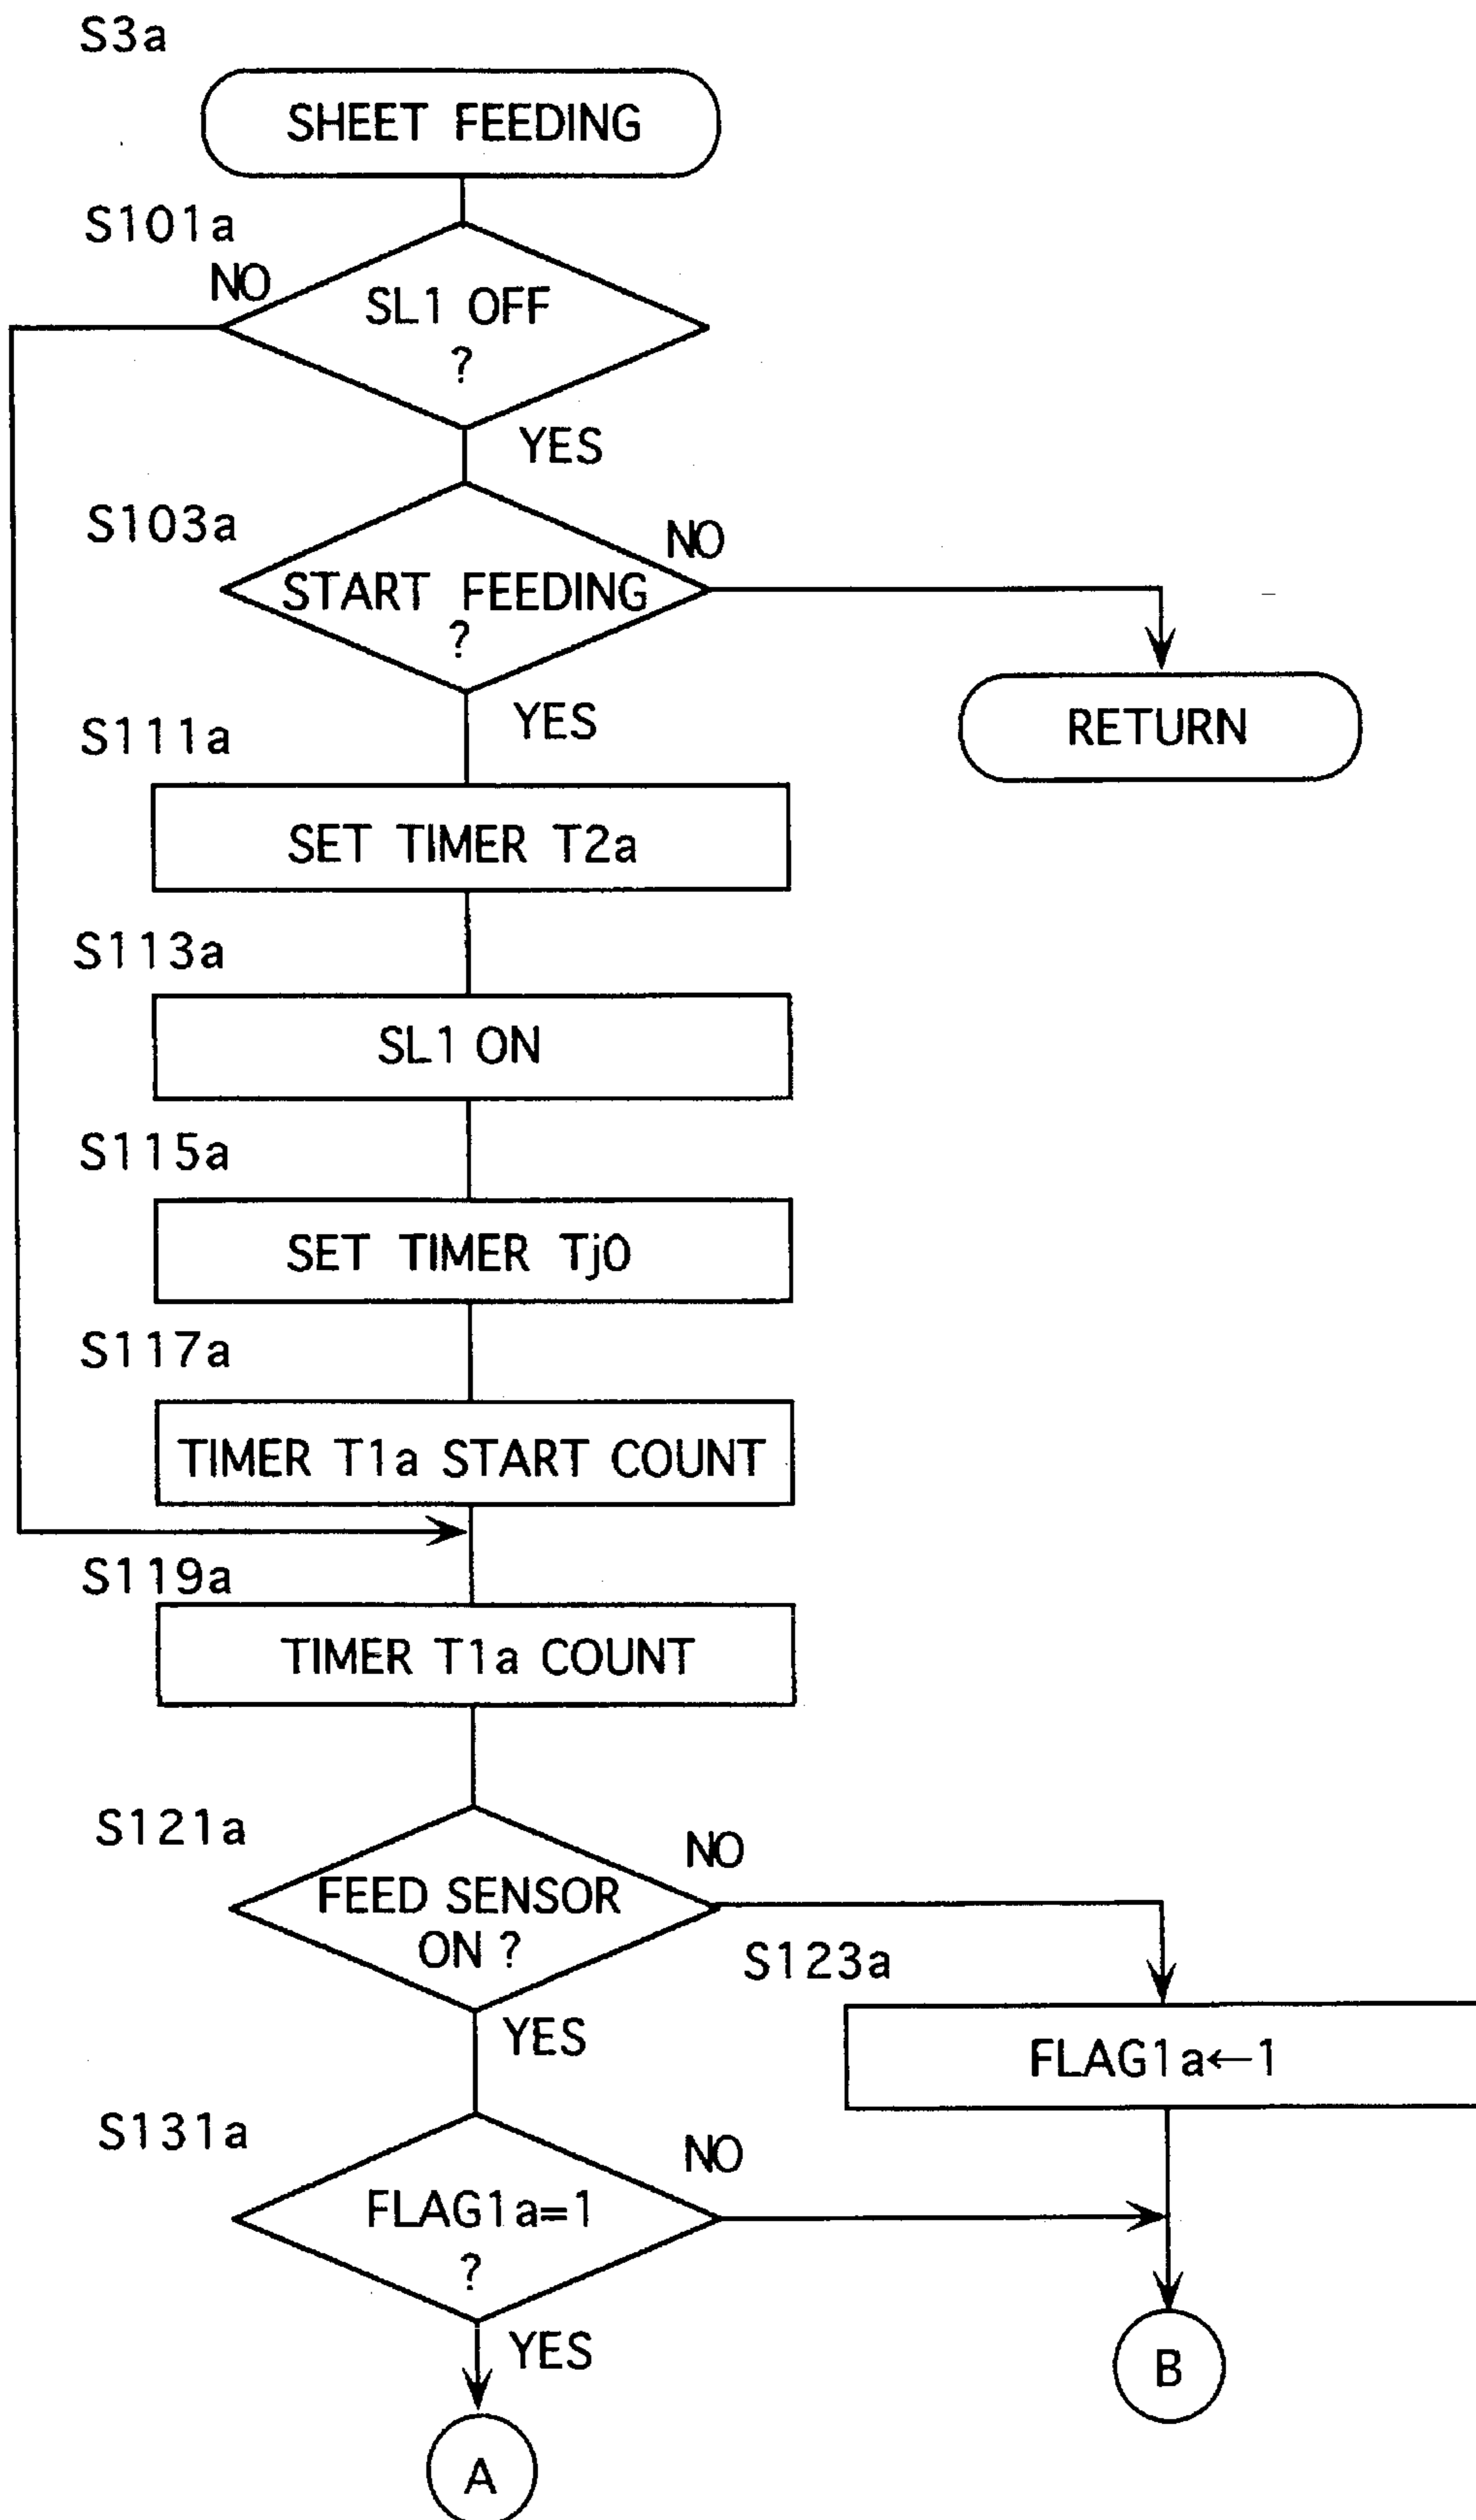 S3a
SHEET FEEDING
S101a
NO
SL1 OFF
?
YES
S103a
NO
START FEEDING
?
YES
RETURN
S111a
SET TIMER T2a
S113a
SL1 ON
S115a
SET TIMER Tj0
S117a
TIMER T1a START COUNT
S119a
TIMER T1a COUNT
S121a
NO
FEED SENSOR
ON ?
YES
S123a
FLAG1a←1
S131a
NO
FLAG1a=1
?
YES
B
A